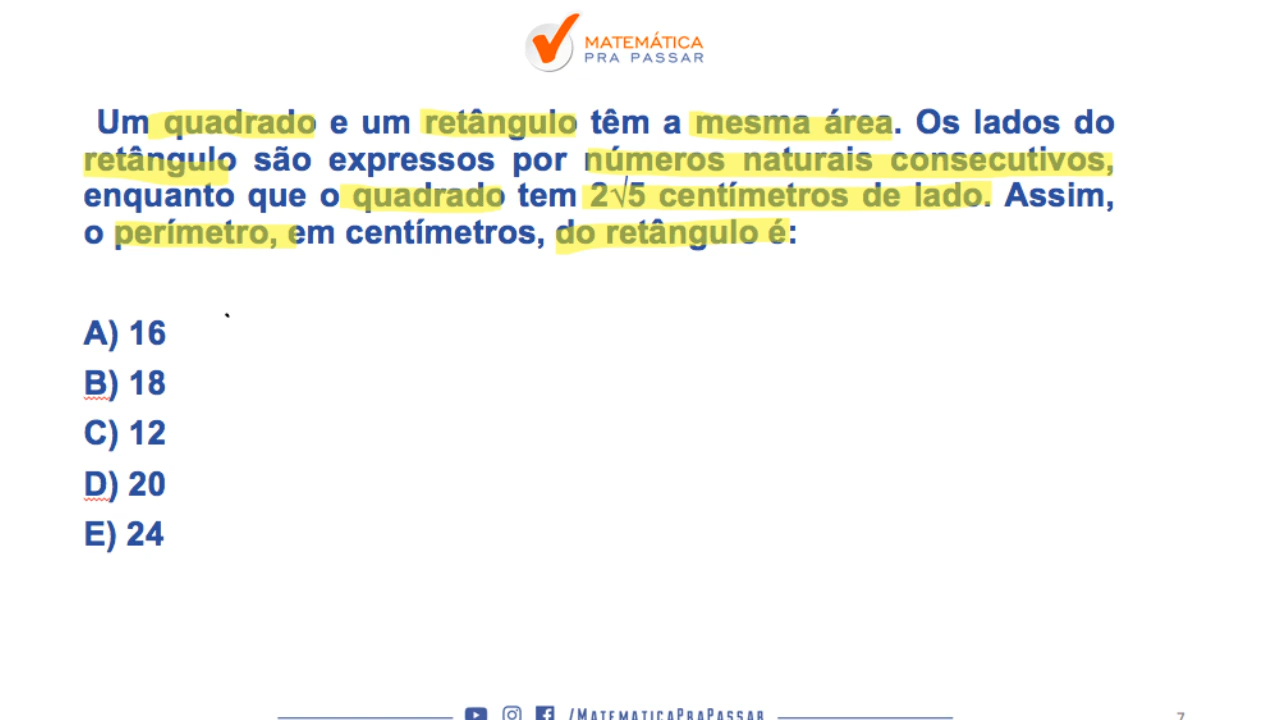 MATEMÁTICA
PRA PASSAR
Um quadrado e um retângulo têm a mesma área. Os lados do
retângulo são expressos por números naturais consecutivos,
enquanto que o quadrado tem 2√5 centímetros de lado. Assim,
o perímetro, em centímetros, do retângulo é:
A) 16
B) 18
C) 12
D) 20
E) 24
/MATEMATICAPRAPASSAR
7